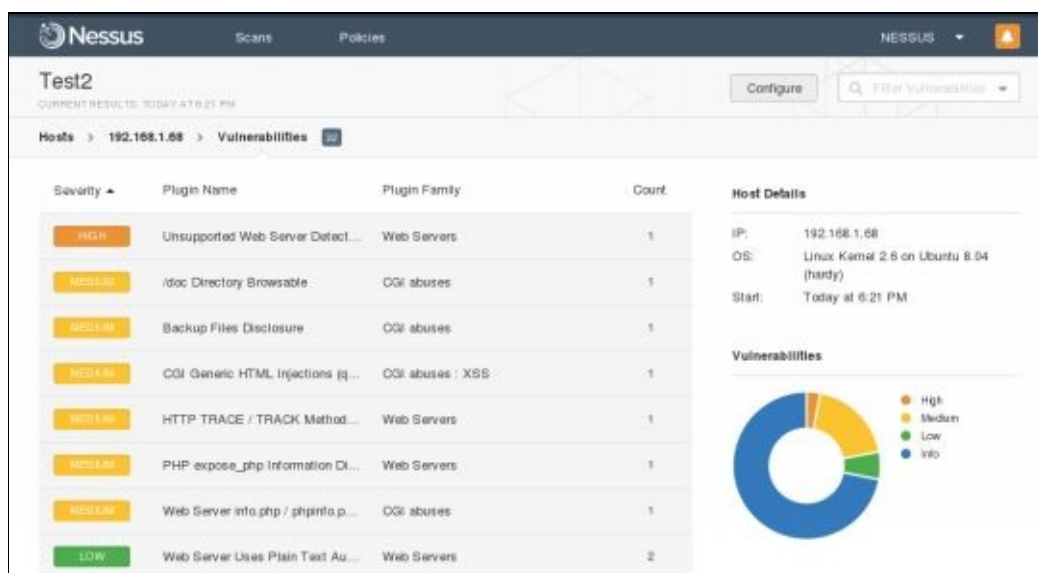 Nessus
Scans
Policies
NESSUS
Test2
CURRENT RESULTS: TODAY AT 6:21 PM
Configure
Filter Vulnerabilities
Hosts > 192.168.1.68 > Vulnerabilities
Severity Plugin Name Plugin Family Count
HIGH Unsupported Web Server Detect... Web Servers 1
MEDIUM /doc Directory Browsable CGI abuses 1
MEDIUM Backup Files Disclosure CGI abuses 1
MEDIUM CGI Generic HTML Injections (q... CGI abuses : XSS 1
MEDIUM HTTP TRACE / TRACK Method... Web Servers 1
MEDIUM PHP expose_php Information Di... Web Servers 1
MEDIUM Web Server info.php / phpinfo.p... CGI abuses 1
LOW Web Server Uses Plain Text Au... Web Servers 2
Host Details
IP: 192.168.1.68
OS: Linux Kernel 2.6 on Ubuntu 8.04
(hardy)
Start: Today at 6:21 PM
Vulnerabilities
High
Medium
Low
Info